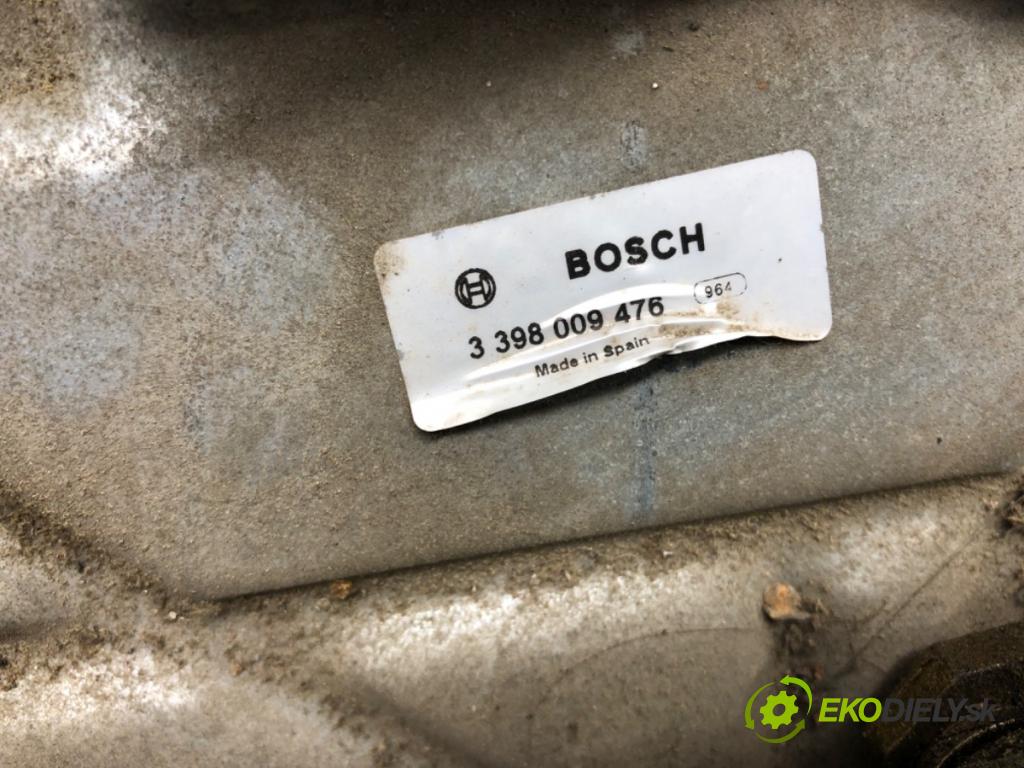 BOSCH
3 398 009 476 964
Made in Spain
EKODIELY.sk